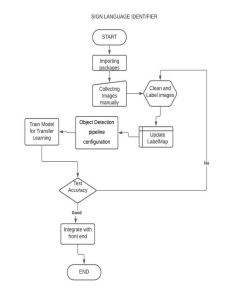 SIGN LANGUAGE IDENTIFIER
START
Importing
packages
Collecting
Images
manually
Clean and
Label images
Update
LabelMap
Object Detection
pipeline
configuration
Train Model
for Transfer
Learning
Test
Accuracy
No
Good
Integrate with
front end
END